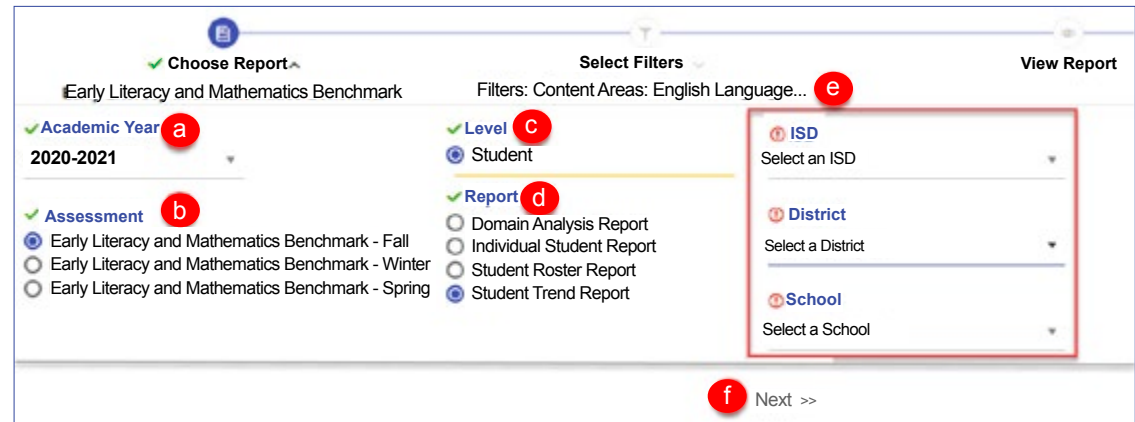 Choose Report
Select Filters
View Report
Early Literacy and Mathematics Benchmark
Filters: Content Areas: English Language...
e
Academic Year
a
2020-2021
Assessment
b
Early Literacy and Mathematics Benchmark - Fall
Early Literacy and Mathematics Benchmark - Winter
Early Literacy and Mathematics Benchmark - Spring
Level
c
Student
Report
d
Domain Analysis Report
Individual Student Report
Student Roster Report
Student Trend Report
ISD
Select an ISD
District
Select a District
School
Select a School
f
Next >>